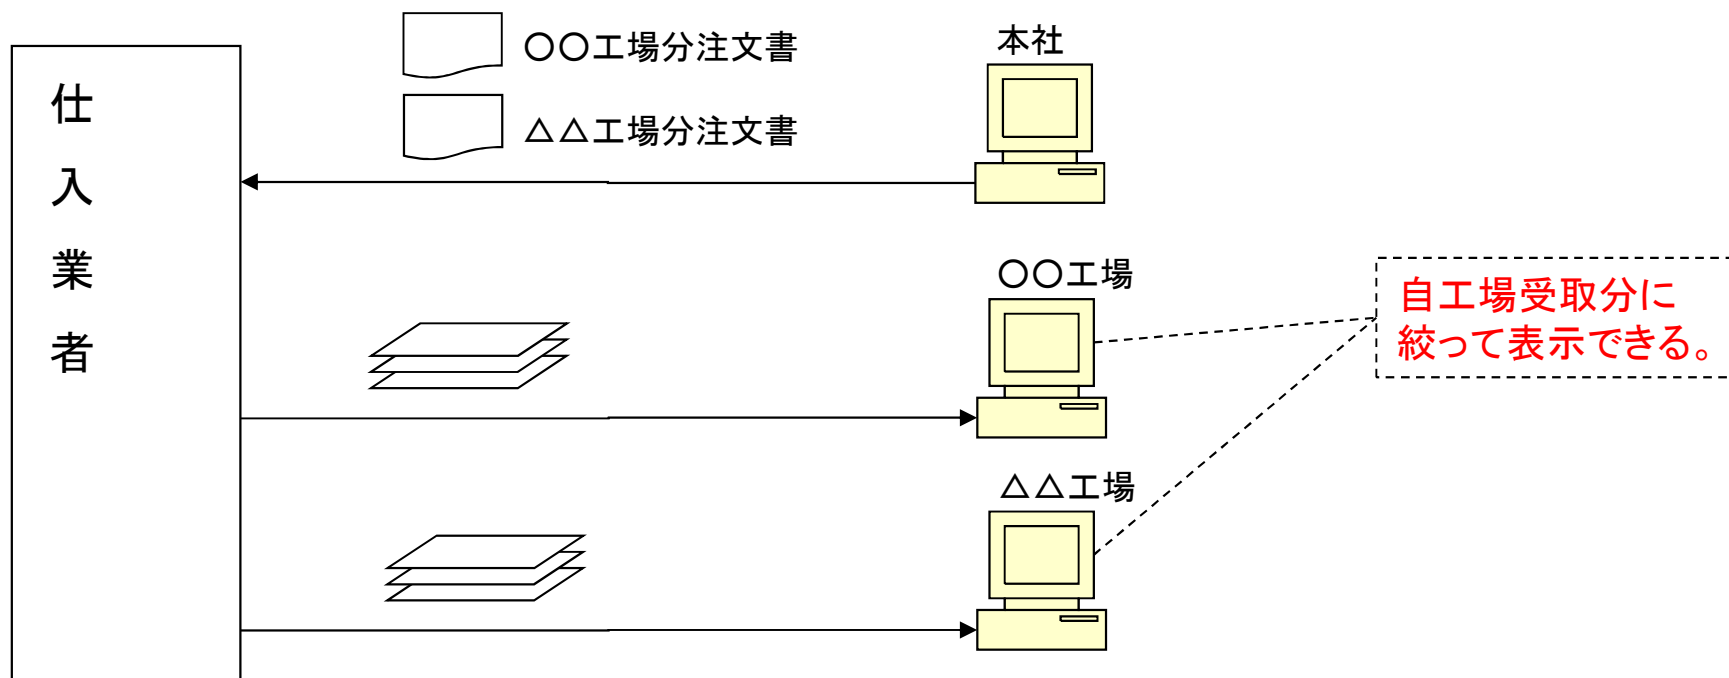 〇〇工場分注文書
本社
仕入業者
△△工場分注文書
〇〇工場
自工場受取分に
絞って表示できる。
△△工場